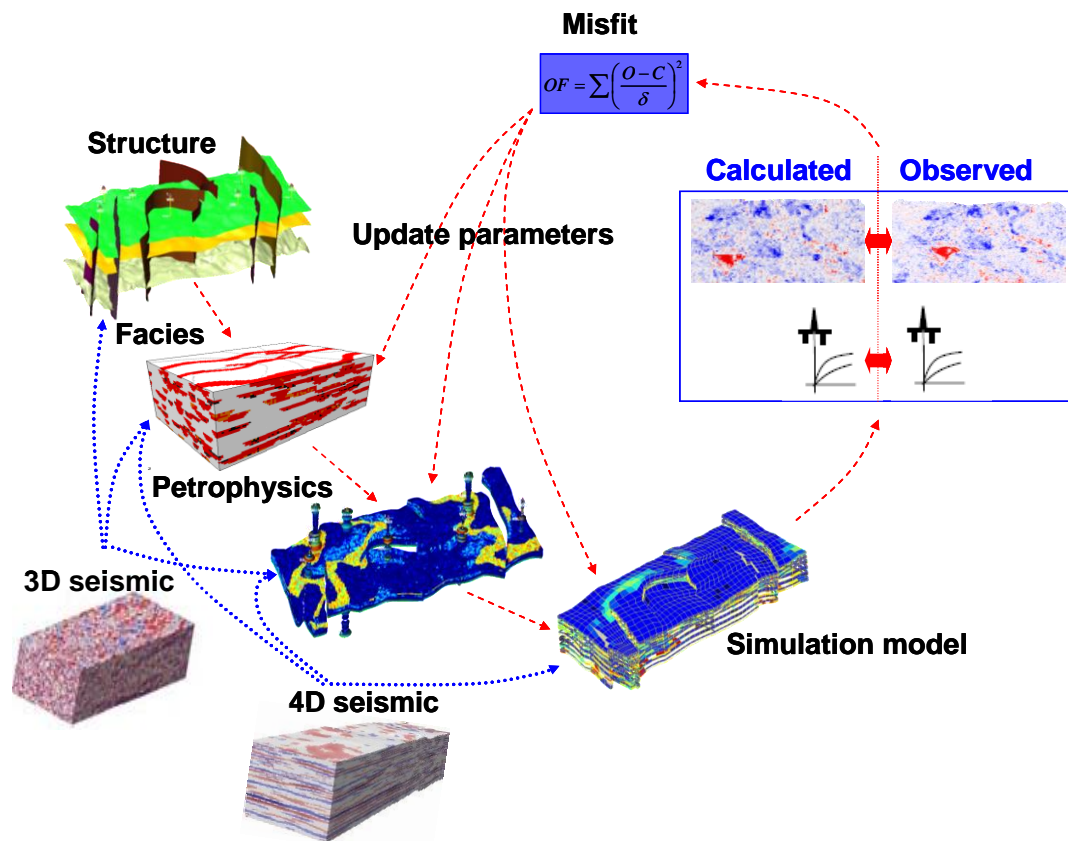 Misfit
OF = ∑ ( (O − C) / δ )²
Structure
Calculated
Observed
Update parameters
Facies
Petrophysics
3D seismic
Simulation model
4D seismic